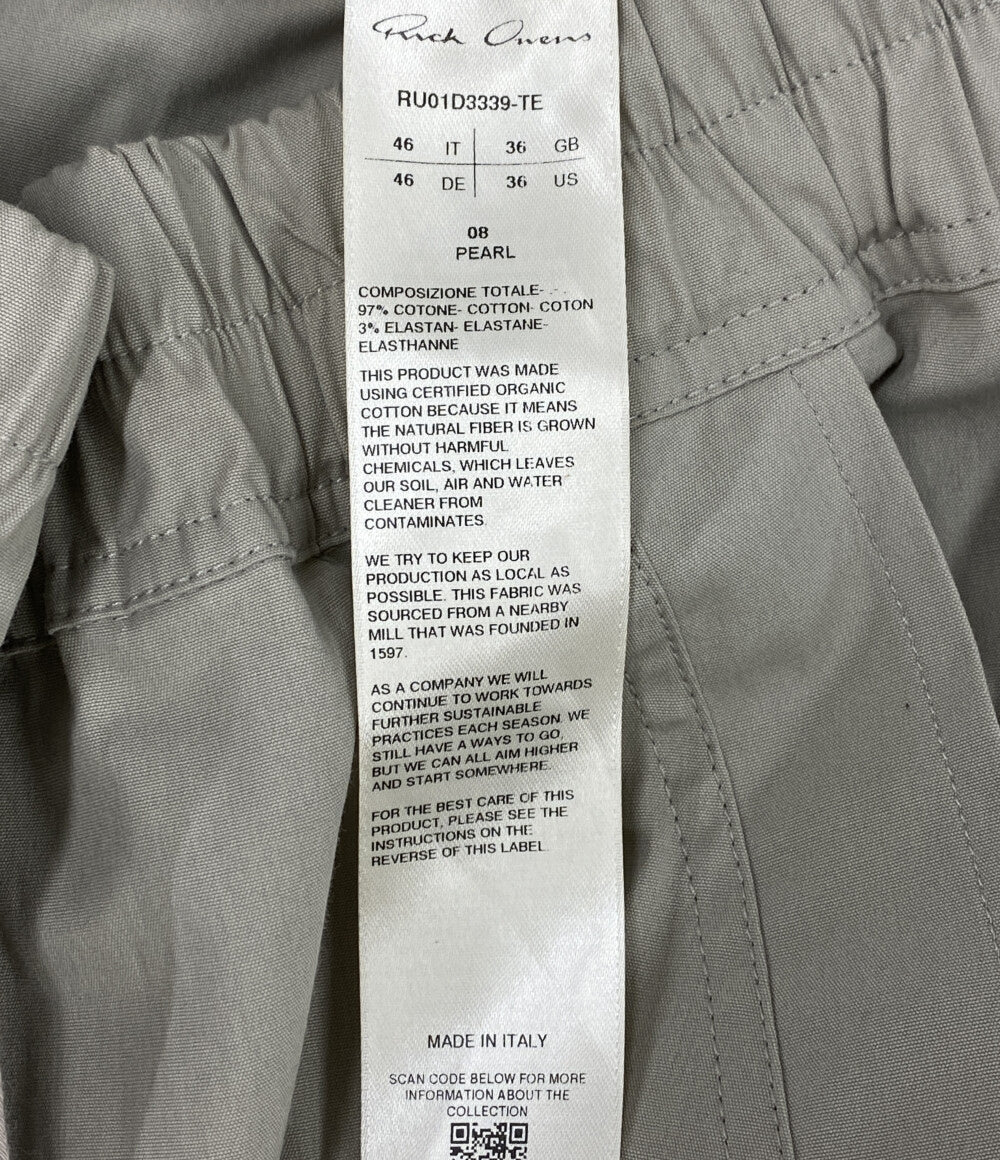 Rick Owens
RU01D3339-TE
46 IT 36 GB
46 DE 36 US
08
PEARL
COMPOSIZIONE TOTALE-
97% COTONE- COTTON- COTON
3% ELASTAN- ELASTANE-
ELASTHANNE
THIS PRODUCT WAS MADE
USING CERTIFIED ORGANIC
COTTON BECAUSE IT MEANS
THE NATURAL FIBER IS GROWN
WITHOUT HARMFUL
CHEMICALS, WHICH LEAVES
OUR SOIL, AIR AND WATER
CLEANER FROM
CONTAMINATES.
WE TRY TO KEEP OUR
PRODUCTION AS LOCAL AS
POSSIBLE. THIS FABRIC WAS
SOURCED FROM A NEARBY
MILL THAT WAS FOUNDED IN
1597.
AS A COMPANY WE WILL
CONTINUE TO WORK TOWARDS
FURTHER SUSTAINABLE
PRACTICES EACH SEASON. WE
STILL HAVE A WAYS TO GO,
BUT WE CAN ALL AIM HIGHER
AND START SOMEWHERE.
FOR THE BEST CARE OF THIS
PRODUCT, PLEASE SEE THE
INSTRUCTIONS ON THE
REVERSE OF THIS LABEL.
MADE IN ITALY
SCAN CODE BELOW FOR MORE
INFORMATION ABOUT THE
COLLECTION